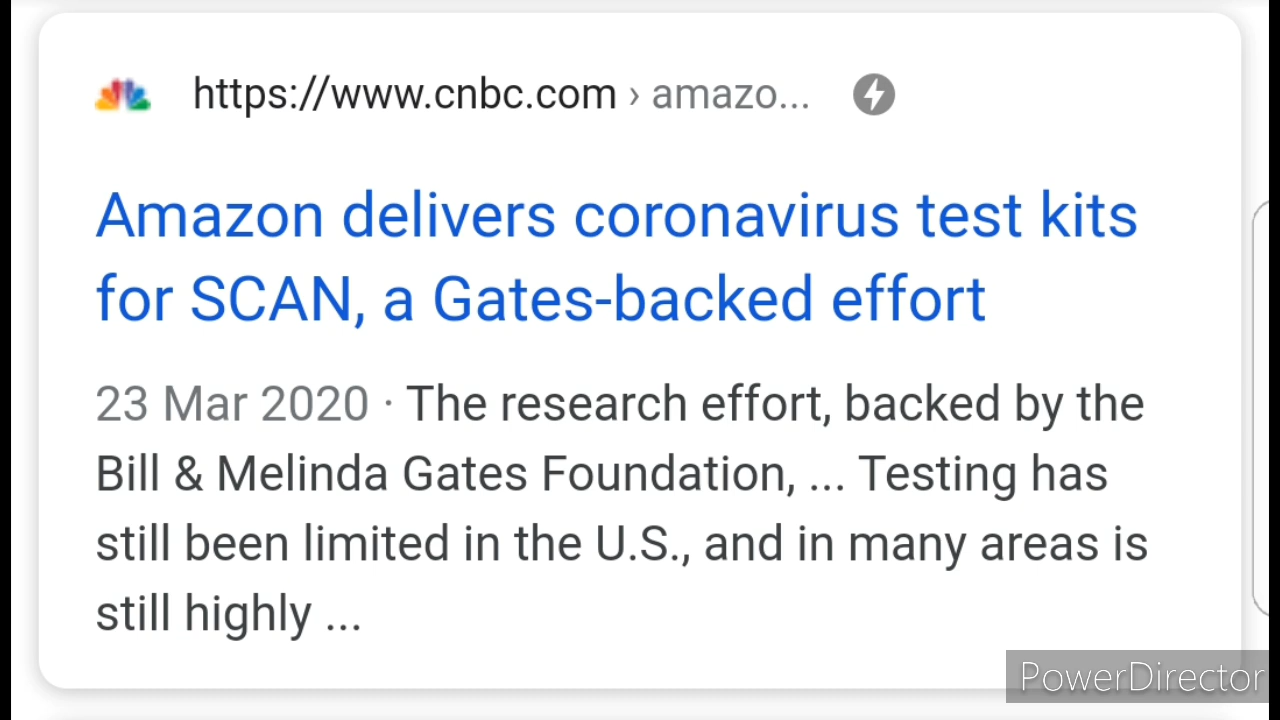 https://www.cnbc.com › amazo...
Amazon delivers coronavirus test kits
for SCAN, a Gates-backed effort
23 Mar 2020 · The research effort, backed by the
Bill & Melinda Gates Foundation, ... Testing has
still been limited in the U.S., and in many areas is
still highly ...
PowerDirector